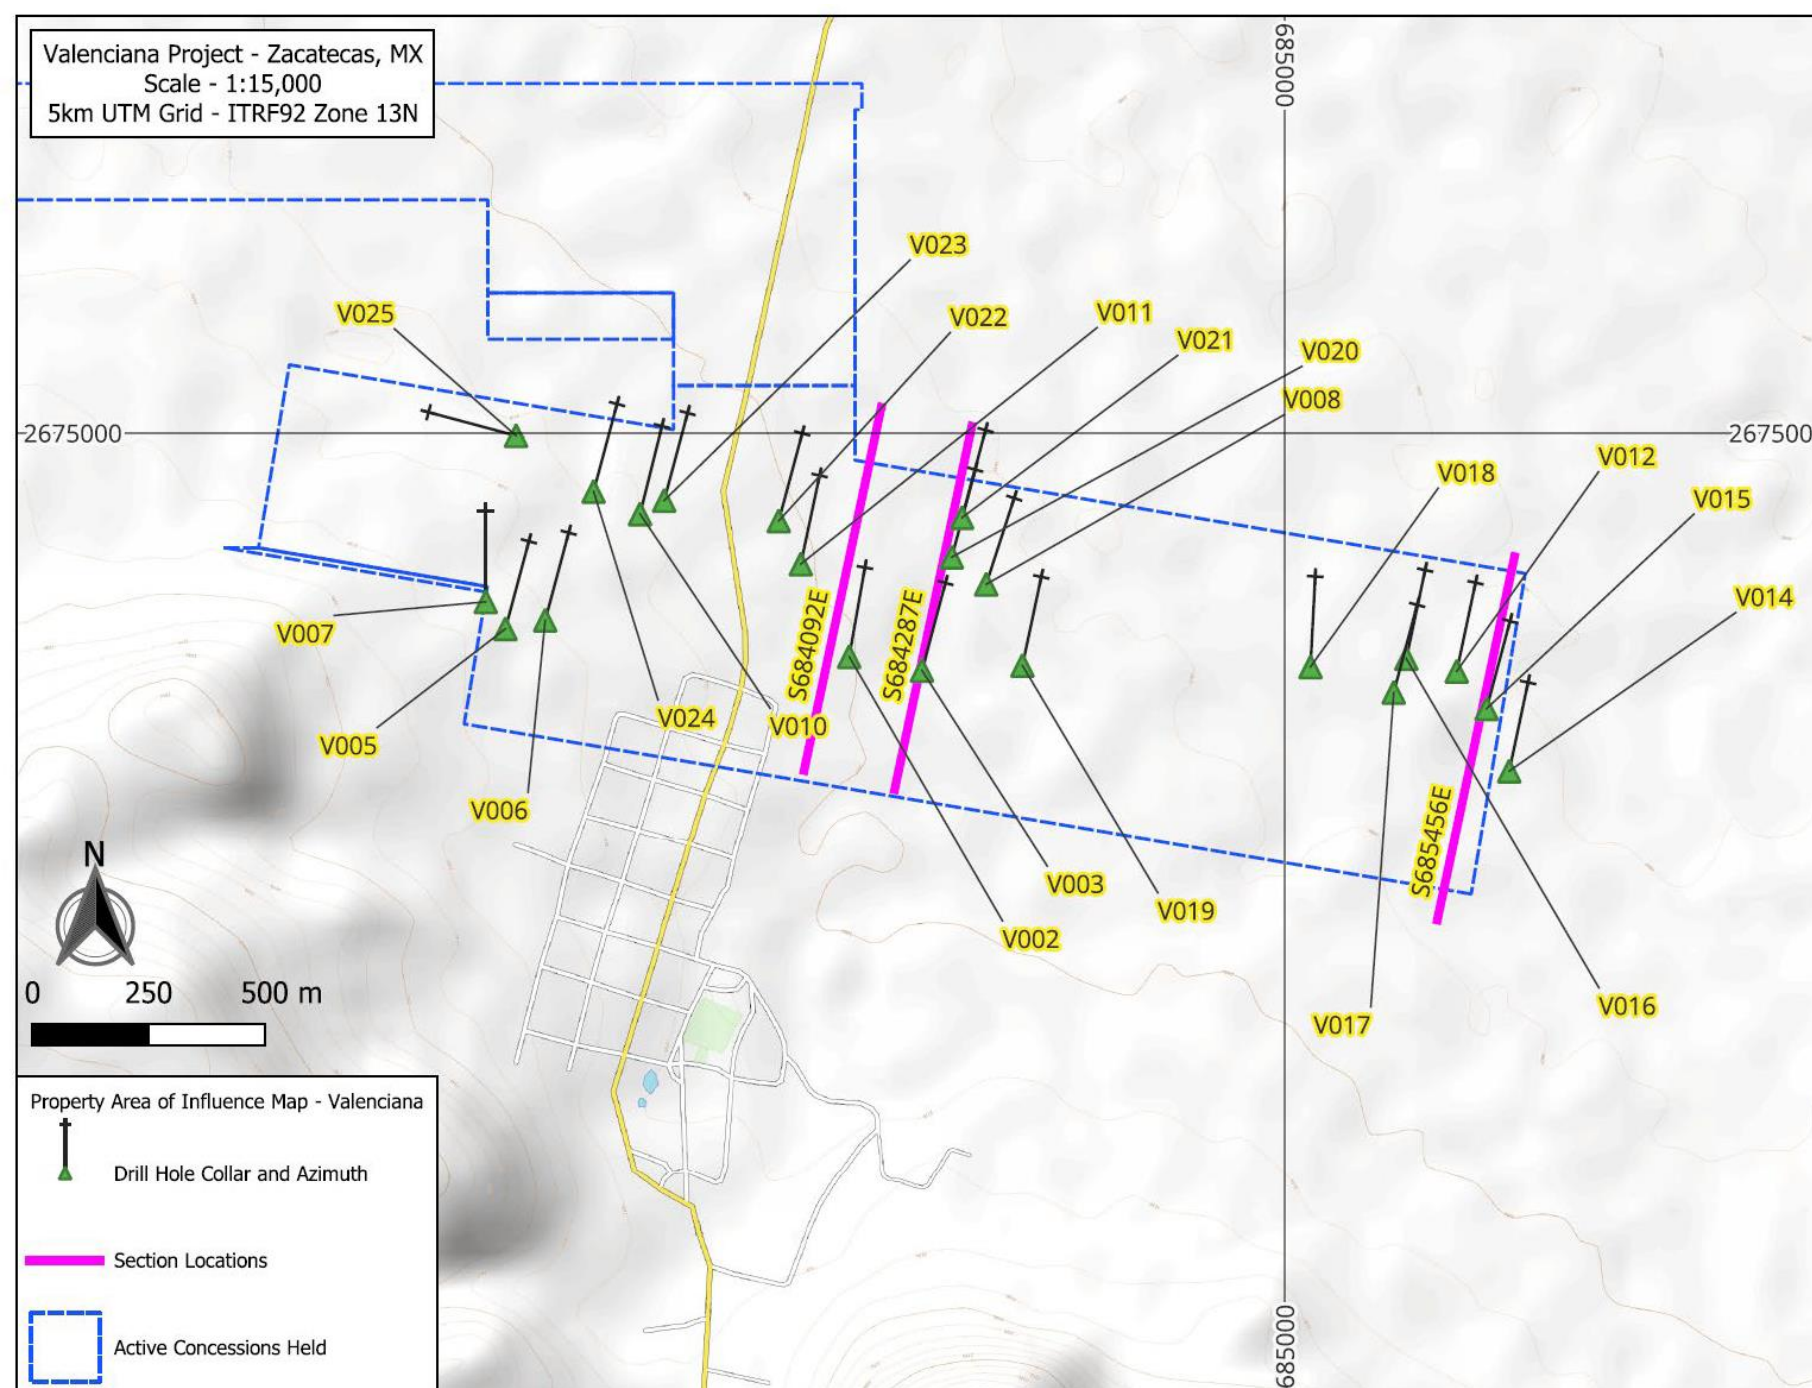 Valenciana Project - Zacatecas, MX
Scale - 1:15,000
5km UTM Grid - ITRF92 Zone 13N
685000
V023
V025
V022
V011
V021
V020
V008
2675000
267500
V018
V012
V015
V014
V007
S684092E
S684287E
V024
V010
V005
V006
S685456E
V003
V019
V002
V017
V016
N
0 250 500 m
Property Area of Influence Map - Valenciana
Drill Hole Collar and Azimuth
Section Locations
Active Concessions Held
685000